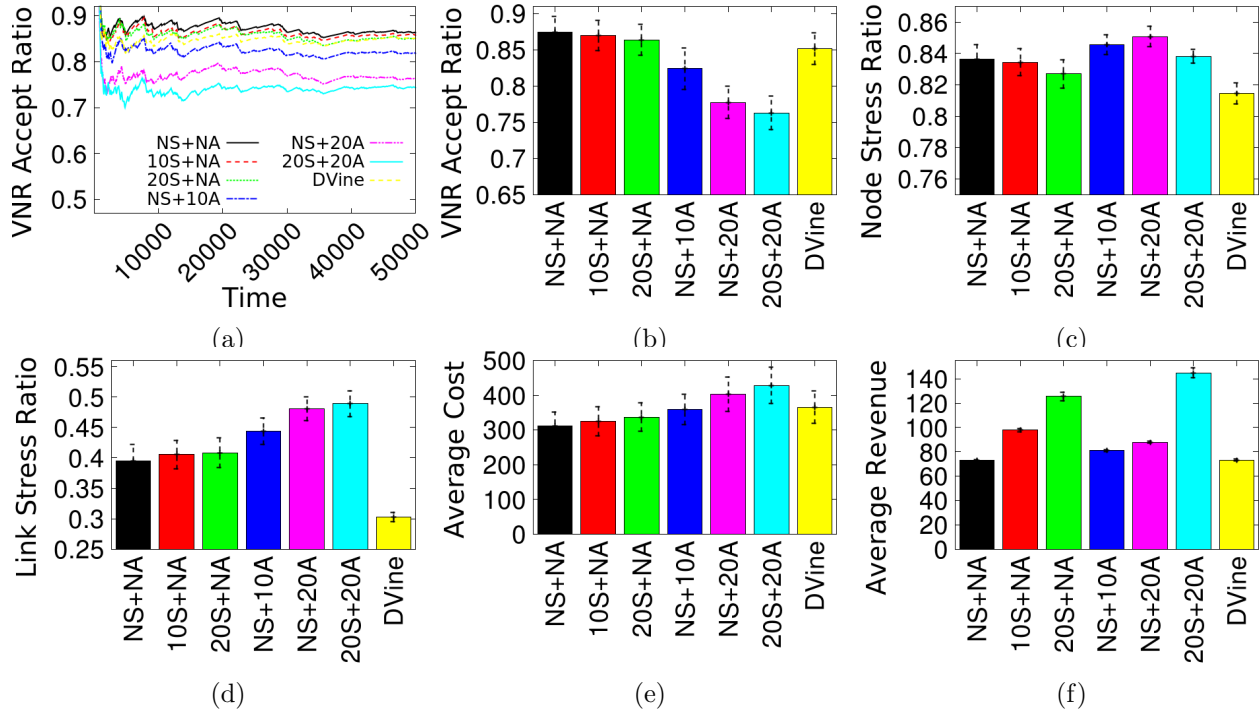 VNR Accept Ratio
0.9
0.8
0.7
0.6
0.5
NS+NA
10S+NA
20S+NA
NS+10A
NS+20A
20S+20A
DVine
10000
20000
30000
40000
50000
Time
(a)
VNR Accept Ratio
0.9
0.85
0.8
0.75
0.7
0.65
NS+NA
10S+NA
20S+NA
NS+10A
NS+20A
20S+20A
DVine
(b)
Node Stress Ratio
0.86
0.84
0.82
0.8
0.78
0.76
NS+NA
10S+NA
20S+NA
NS+10A
NS+20A
20S+20A
DVine
(c)
Link Stress Ratio
0.55
0.5
0.45
0.4
0.35
0.3
0.25
NS+NA
10S+NA
20S+NA
NS+10A
NS+20A
20S+20A
DVine
(d)
Average Cost
500
400
300
200
100
0
NS+NA
10S+NA
20S+NA
NS+10A
NS+20A
20S+20A
DVine
(e)
Average Revenue
140
120
100
80
60
40
20
0
NS+NA
10S+NA
20S+NA
NS+10A
NS+20A
20S+20A
DVine
(f)